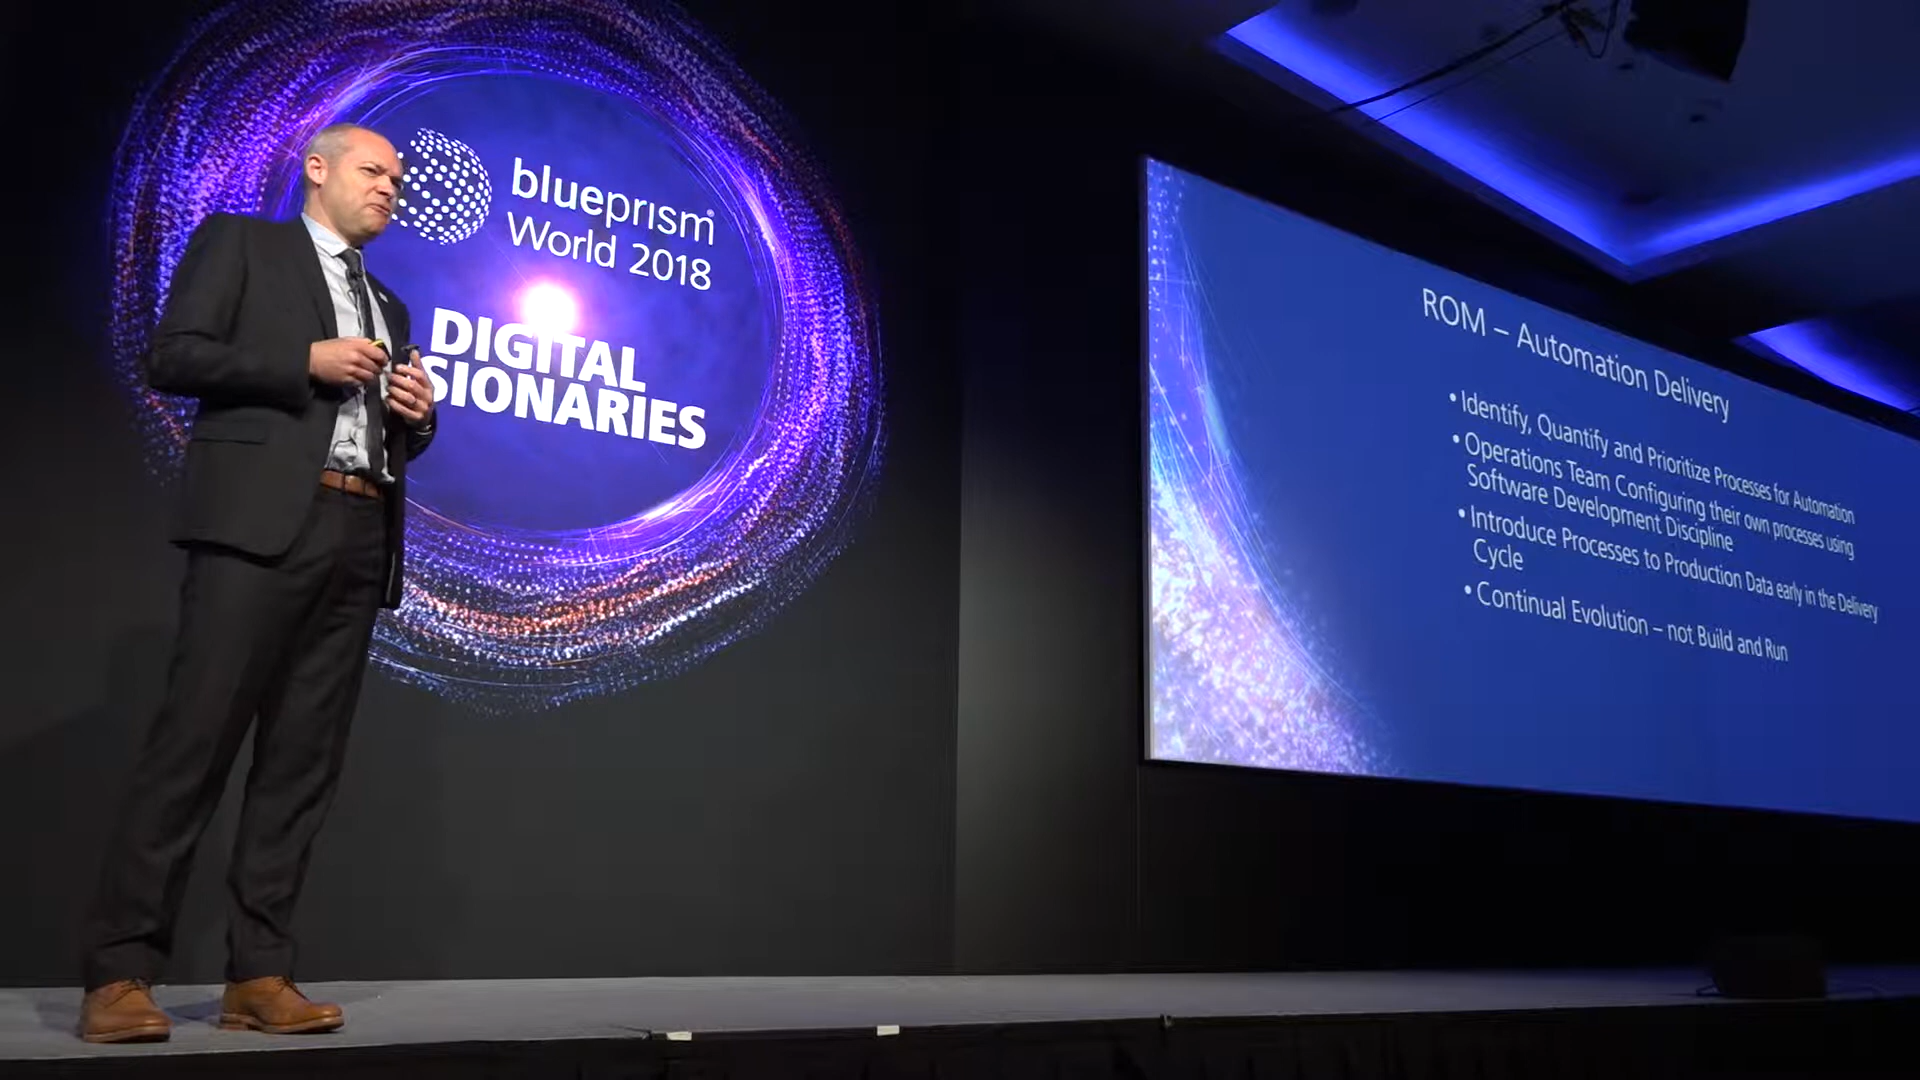 blueprism
World 2018
DIGITAL
SIONARIES
ROM – Automation Delivery
• Identify, Quantify and Prioritize Processes for Automation
• Operations Team Configuring their own processes using
Software Development Discipline
• Introduce Processes to Production Data early in the Delivery
Cycle
• Continual Evolution – not Build and Run